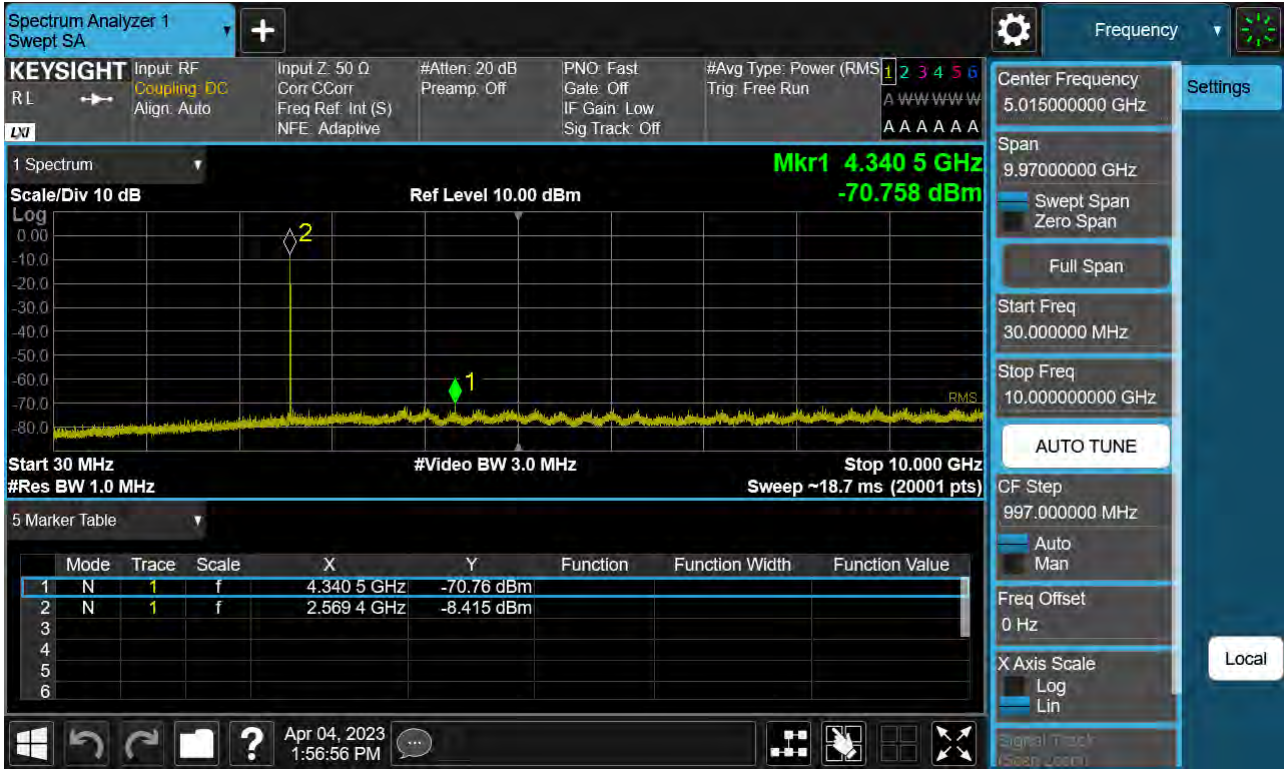 Spectrum Analyzer 1
Swept SA
Frequency
KEYSIGHT
R L
LXI
Input: RF
Coupling: DC
Align: Auto
Input Z: 50 Ω
Corr CCorr
Freq Ref: Int (S)
NFE: Adaptive
#Atten: 20 dB
Preamp: Off
PNO: Fast
Gate: Off
IF Gain: Low
Sig Track: Off
#Avg Type: Power (RMS
Trig: Free Run
1 2 3 4 5 6
A W W W W W
A A A A A A
1 Spectrum
Scale/Div 10 dB
Ref Level 10.00 dBm
Mkr1 4.340 5 GHz
-70.758 dBm
Log
0.00
-10.0
-20.0
-30.0
-40.0
-50.0
-60.0
-70.0
-80.0
2
1
RMS
Start 30 MHz
#Video BW 3.0 MHz
Stop 10.000 GHz
#Res BW 1.0 MHz
Sweep ~18.7 ms (20001 pts)
5 Marker Table
Mode Trace Scale X Y Function Function Width Function Value
1 N 1 f 4.340 5 GHz -70.76 dBm
2 N 1 f 2.569 4 GHz -8.415 dBm
3
4
5
6
Apr 04, 2023
1:56:56 PM
Center Frequency
5.015000000 GHz
Settings
Span
9.97000000 GHz
Swept Span
Zero Span
Full Span
Start Freq
30.000000 MHz
Stop Freq
10.000000000 GHz
AUTO TUNE
CF Step
997.000000 MHz
Auto
Man
Freq Offset
0 Hz
X Axis Scale
Log
Lin
Local
Signal Track
(Span Zoom)